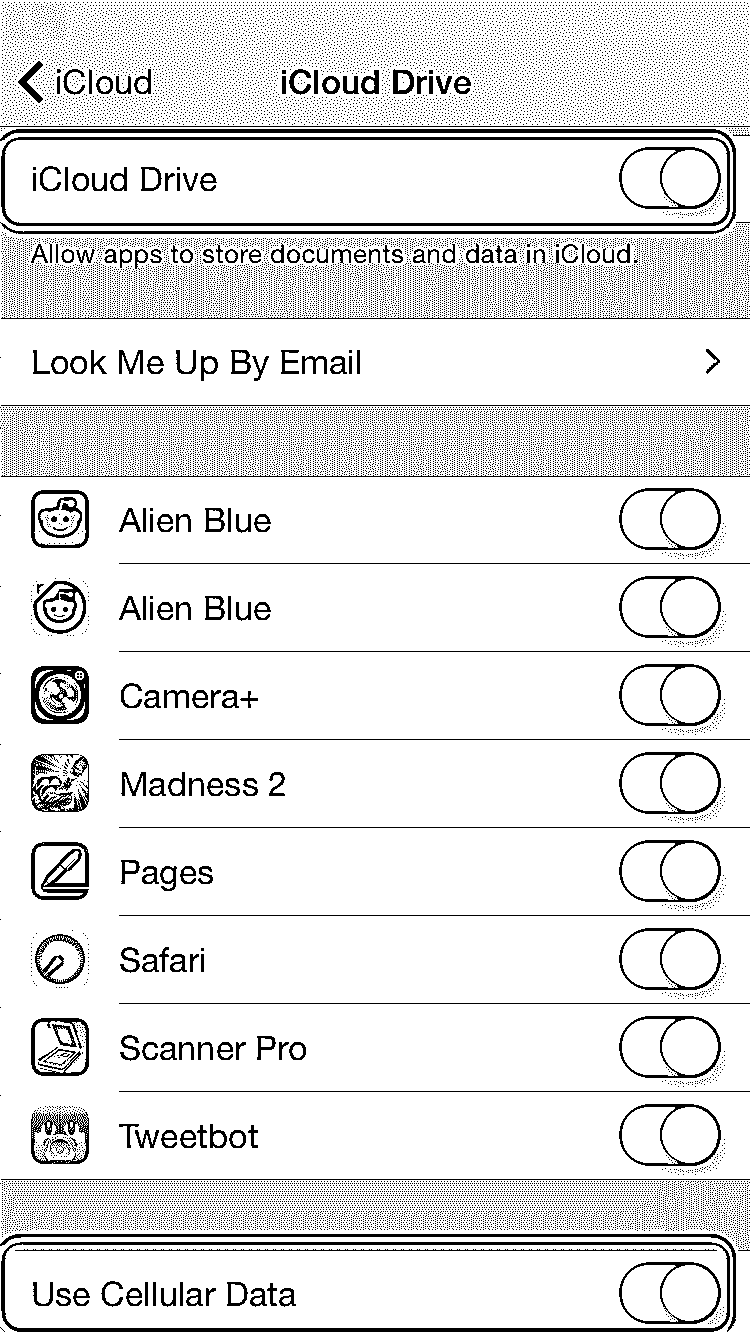 iCloud iCloud Drive
iCloud Drive
Allow apps to store documents and data in iCloud.
Look Me Up By Email
Alien Blue
Alien Blue
Camera+
Madness 2
Pages
Safari
Scanner Pro
Tweetbot
Use Cellular Data